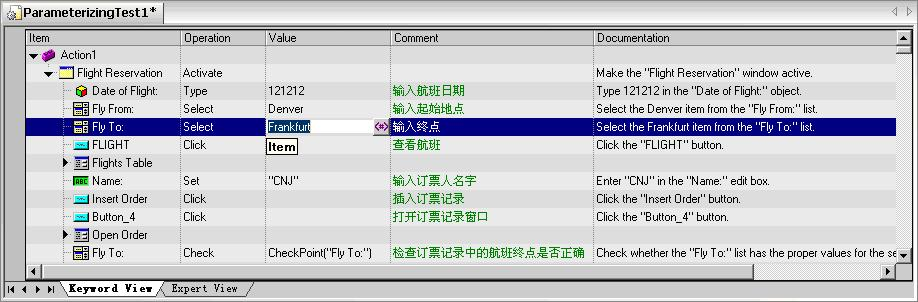 ParameterizingTest1*
Item Operation Value Comment Documentation
Action1
Flight Reservation Activate Make the "Flight Reservation" window active.
Date of Flight: Type 121212 输入航班日期 Type 121212 in the "Date of Flight:" object.
Fly From: Select Denver 输入起始地点 Select the Denver item from the "Fly From:" list.
Fly To: Select Frankfurt 输入终点 Select the Frankfurt item from the "Fly To:" list.
FLIGHT Click Item 查看航班 Click the "FLIGHT" button.
Flights Table
Name: Set "CNJ" 输入订票人名字 Enter "CNJ" in the "Name:" edit box.
Insert Order Click 插入订票记录 Click the "Insert Order" button.
Button_4 Click 打开订票记录窗口 Click the "Button_4" button.
Open Order
Fly To: Check CheckPoint("Fly To:") 检查订票记录中的航班终点是否正确 Check whether the "Fly To:" list has the proper values for the se
Keyword View Expert View